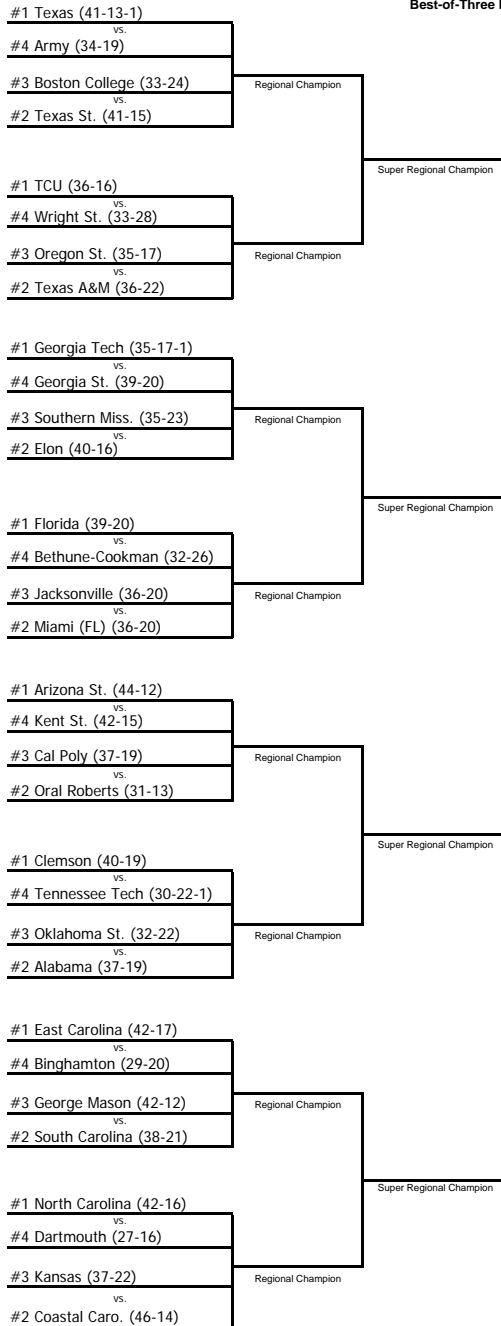 Best-of-Three
#1 Texas (41-13-1)
vs.
#4 Army (34-19)
#3 Boston College (33-24)
vs.
#2 Texas St. (41-15)
Regional Champion
Super Regional Champion
#1 TCU (36-16)
vs.
#4 Wright St. (33-28)
#3 Oregon St. (35-17)
vs.
#2 Texas A&M (36-22)
Regional Champion
#1 Georgia Tech (35-17-1)
vs.
#4 Georgia St. (39-20)
#3 Southern Miss. (35-23)
vs.
#2 Elon (40-16)
Regional Champion
Super Regional Champion
#1 Florida (39-20)
vs.
#4 Bethune-Cookman (32-26)
#3 Jacksonville (36-20)
vs.
#2 Miami (FL) (36-20)
Regional Champion
#1 Arizona St. (44-12)
vs.
#4 Kent St. (42-15)
#3 Cal Poly (37-19)
vs.
#2 Oral Roberts (31-13)
Regional Champion
Super Regional Champion
#1 Clemson (40-19)
vs.
#4 Tennessee Tech (30-22-1)
#3 Oklahoma St. (32-22)
vs.
#2 Alabama (37-19)
Regional Champion
#1 East Carolina (42-17)
vs.
#4 Binghamton (29-20)
#3 George Mason (42-12)
vs.
#2 South Carolina (38-21)
Regional Champion
Super Regional Champion
#1 North Carolina (42-16)
vs.
#4 Dartmouth (27-16)
#3 Kansas (37-22)
vs.
#2 Coastal Caro. (46-14)
Regional Champion